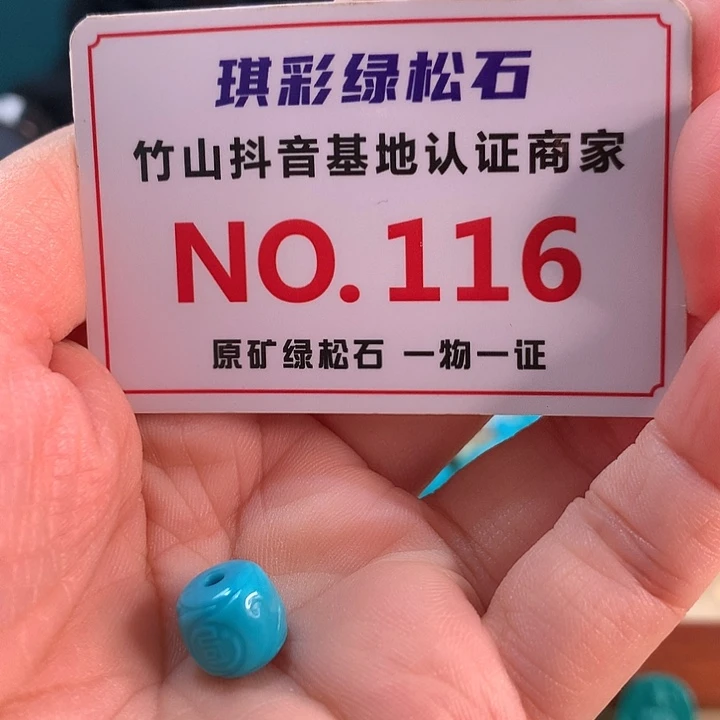 琪彩绿松石
竹山抖音基地认证商家
NO.116
原矿绿松石 一物一证